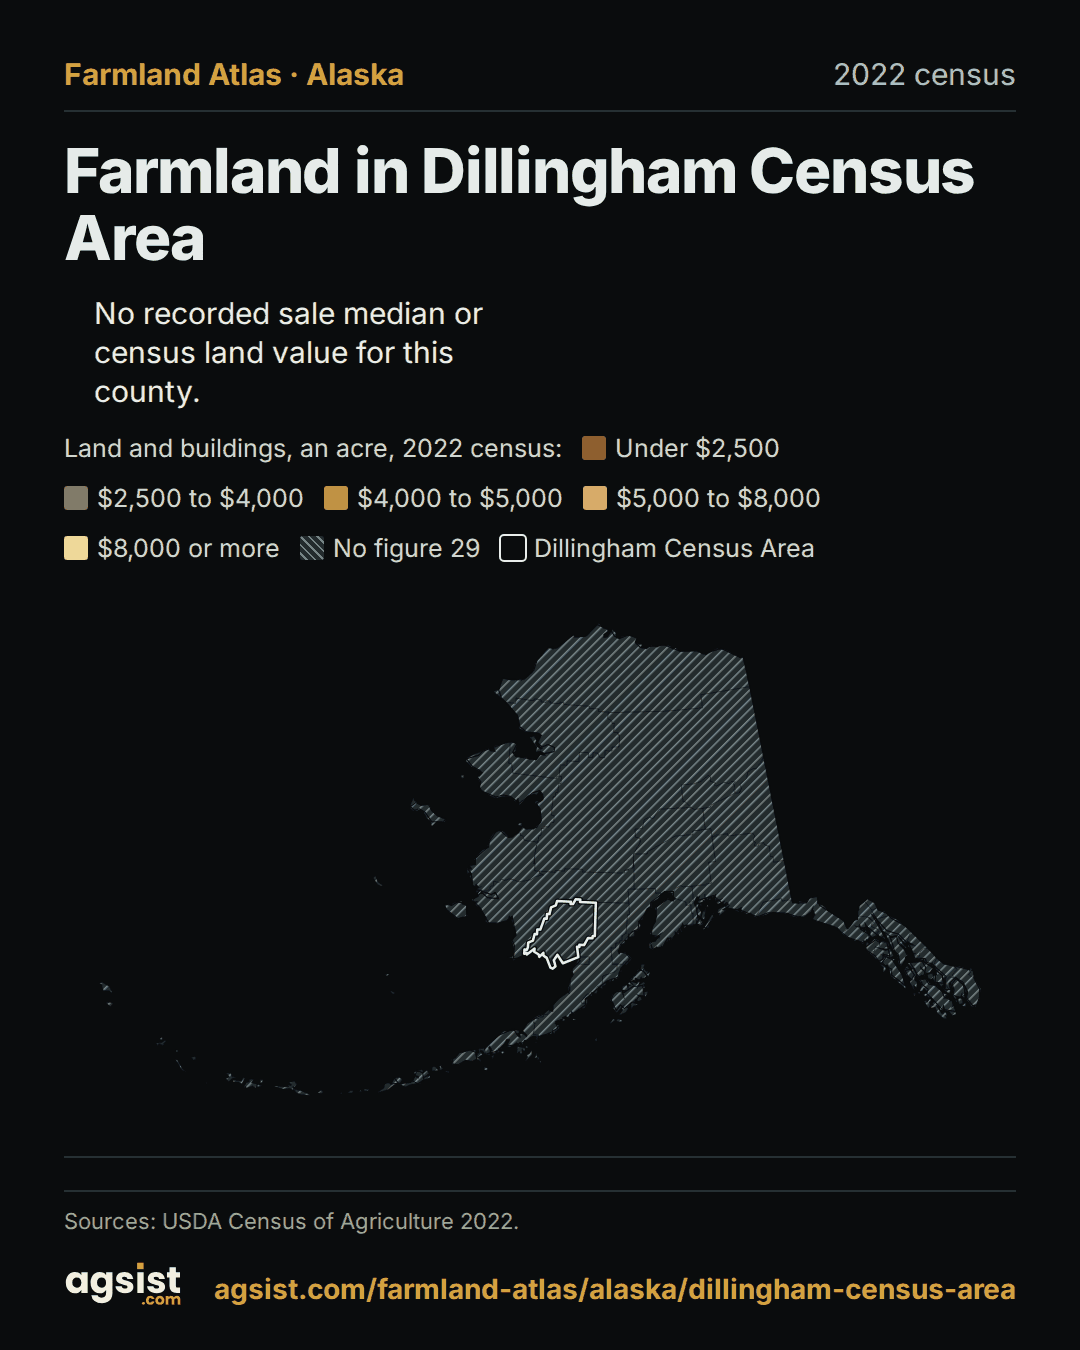 Farmland Atlas · Alaska
2022 census
Farmland in Dillingham Census
Area
No recorded sale median or
census land value for this
county.
Land and buildings, an acre, 2022 census: Under $2,500
$2,500 to $4,000 $4,000 to $5,000 $5,000 to $8,000
$8,000 or more No figure 29 Dillingham Census Area
Sources: USDA Census of Agriculture 2022.
agsist
.com
agsist.com/farmland-atlas/alaska/dillingham-census-area